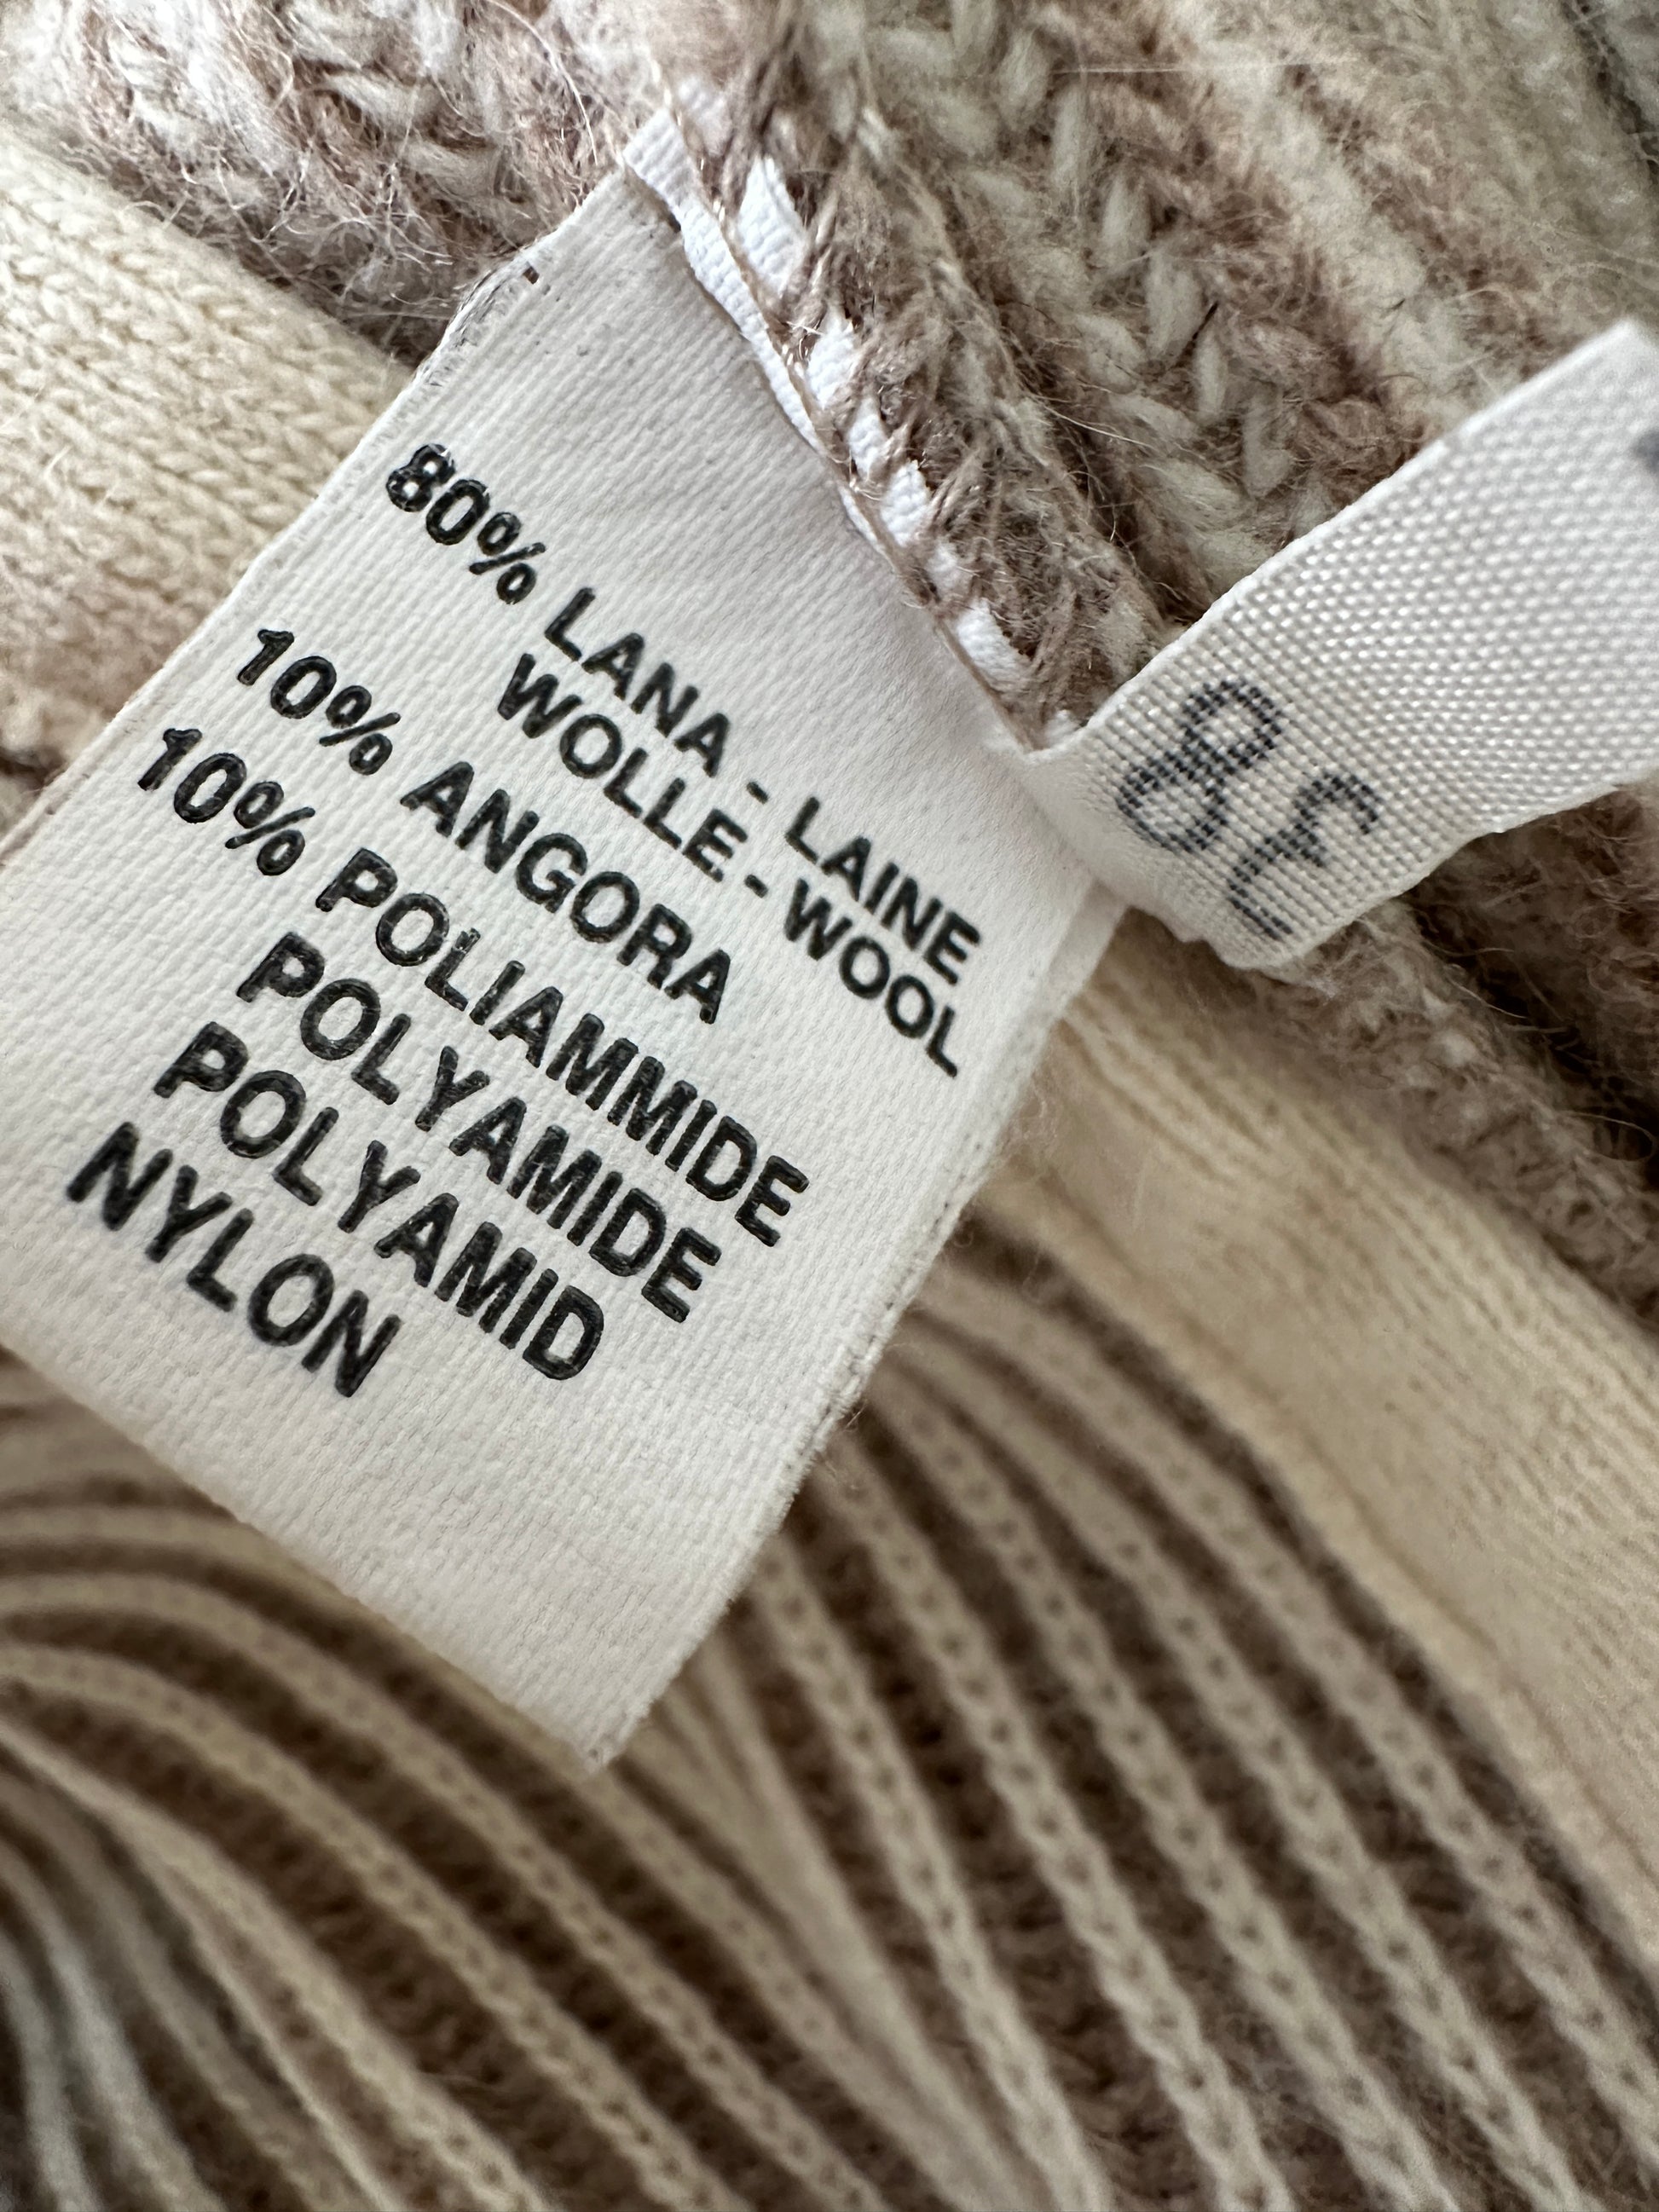 80% LANA - LAINE
WOLLE - WOOL
10% ANGORA
10% POLIAMMIDE
POLYAMIDE
POLYAMID
NYLON
38